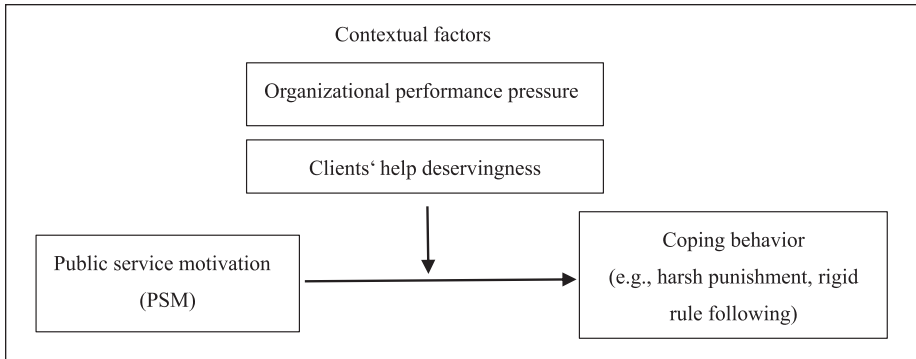 Contextual factors
Organizational performance pressure
Clients‘ help deservingness
Public service motivation
(PSM)
Coping behavior
(e.g., harsh punishment, rigid
rule following)